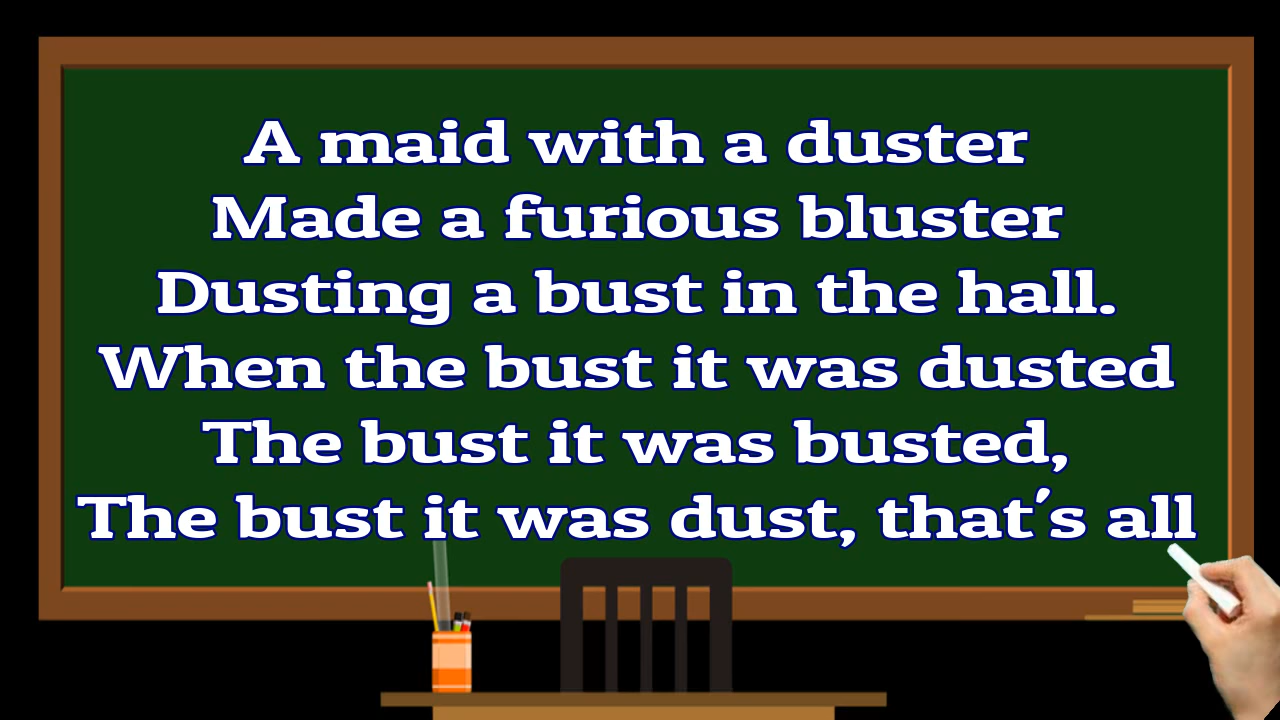 A maid with a duster
Made a furious bluster
Dusting a bust in the hall.
When the bust it was dusted
The bust it was busted,
The bust it was dust, that's all